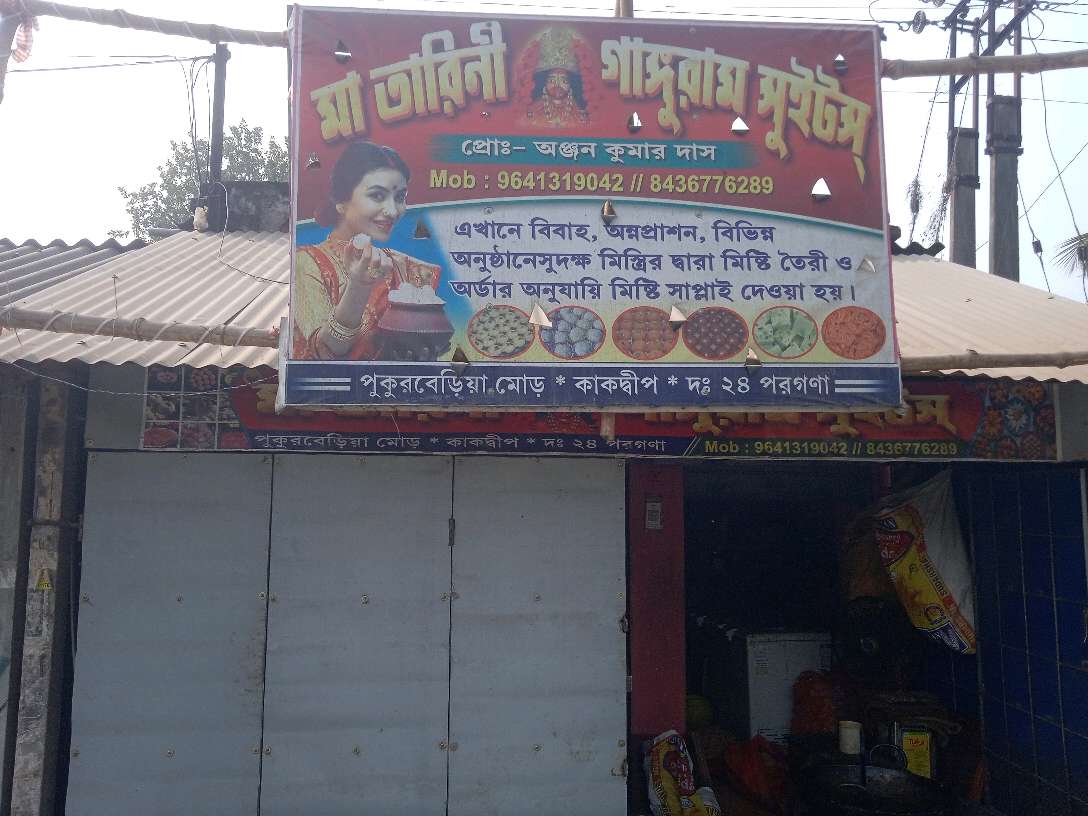 মা তারিনী গাঙ্গুরাম সুইটস্
প্রোঃ- অঞ্জন কুমার দাস
Mob : 9641319042 // 8436776289
এখানে বিবাহ, অন্নপ্রাশন, বিভিন্ন
অনুষ্ঠানেসুদক্ষ মিস্ত্রির দ্বারা মিষ্টি তৈরী ও
অর্ডার অনুযায়ি মিষ্টি সাপ্লাই দেওয়া হয়।
পুকুরবেড়িয়া মোড় * কাকদ্বীপ * দঃ ২৪ পরগণা
পুকুরবেড়িয়া মোড় * কাকদ্বীপ * দঃ ২৪ পরগণা // Mob : 9641319042 // 8436776289